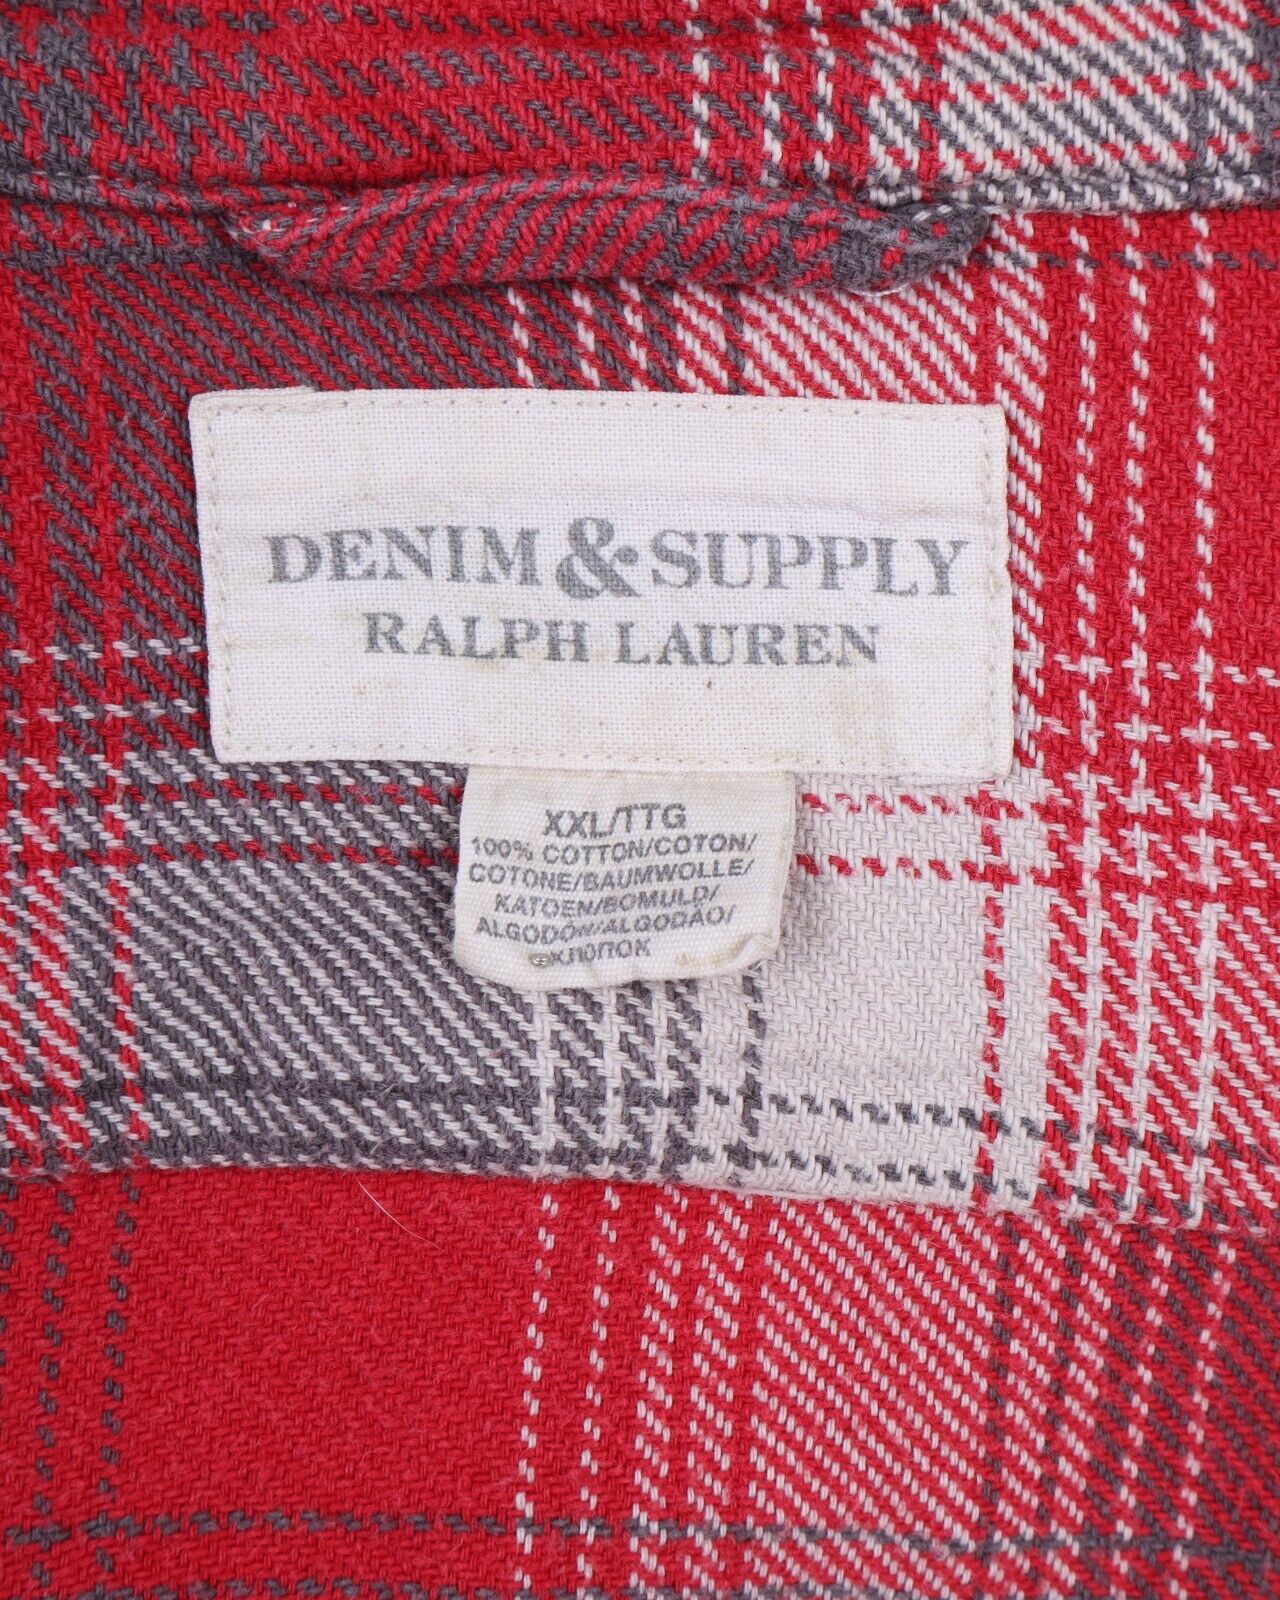 DENIM & SUPPLY
RALPH LAUREN
XXL/TTG
100% COTTON/COTON/
COTONE/BAUMWOLLE/
KATOEN/BOMULD/
ALGODÓN/ALGODÃO/
ХЛОПОК